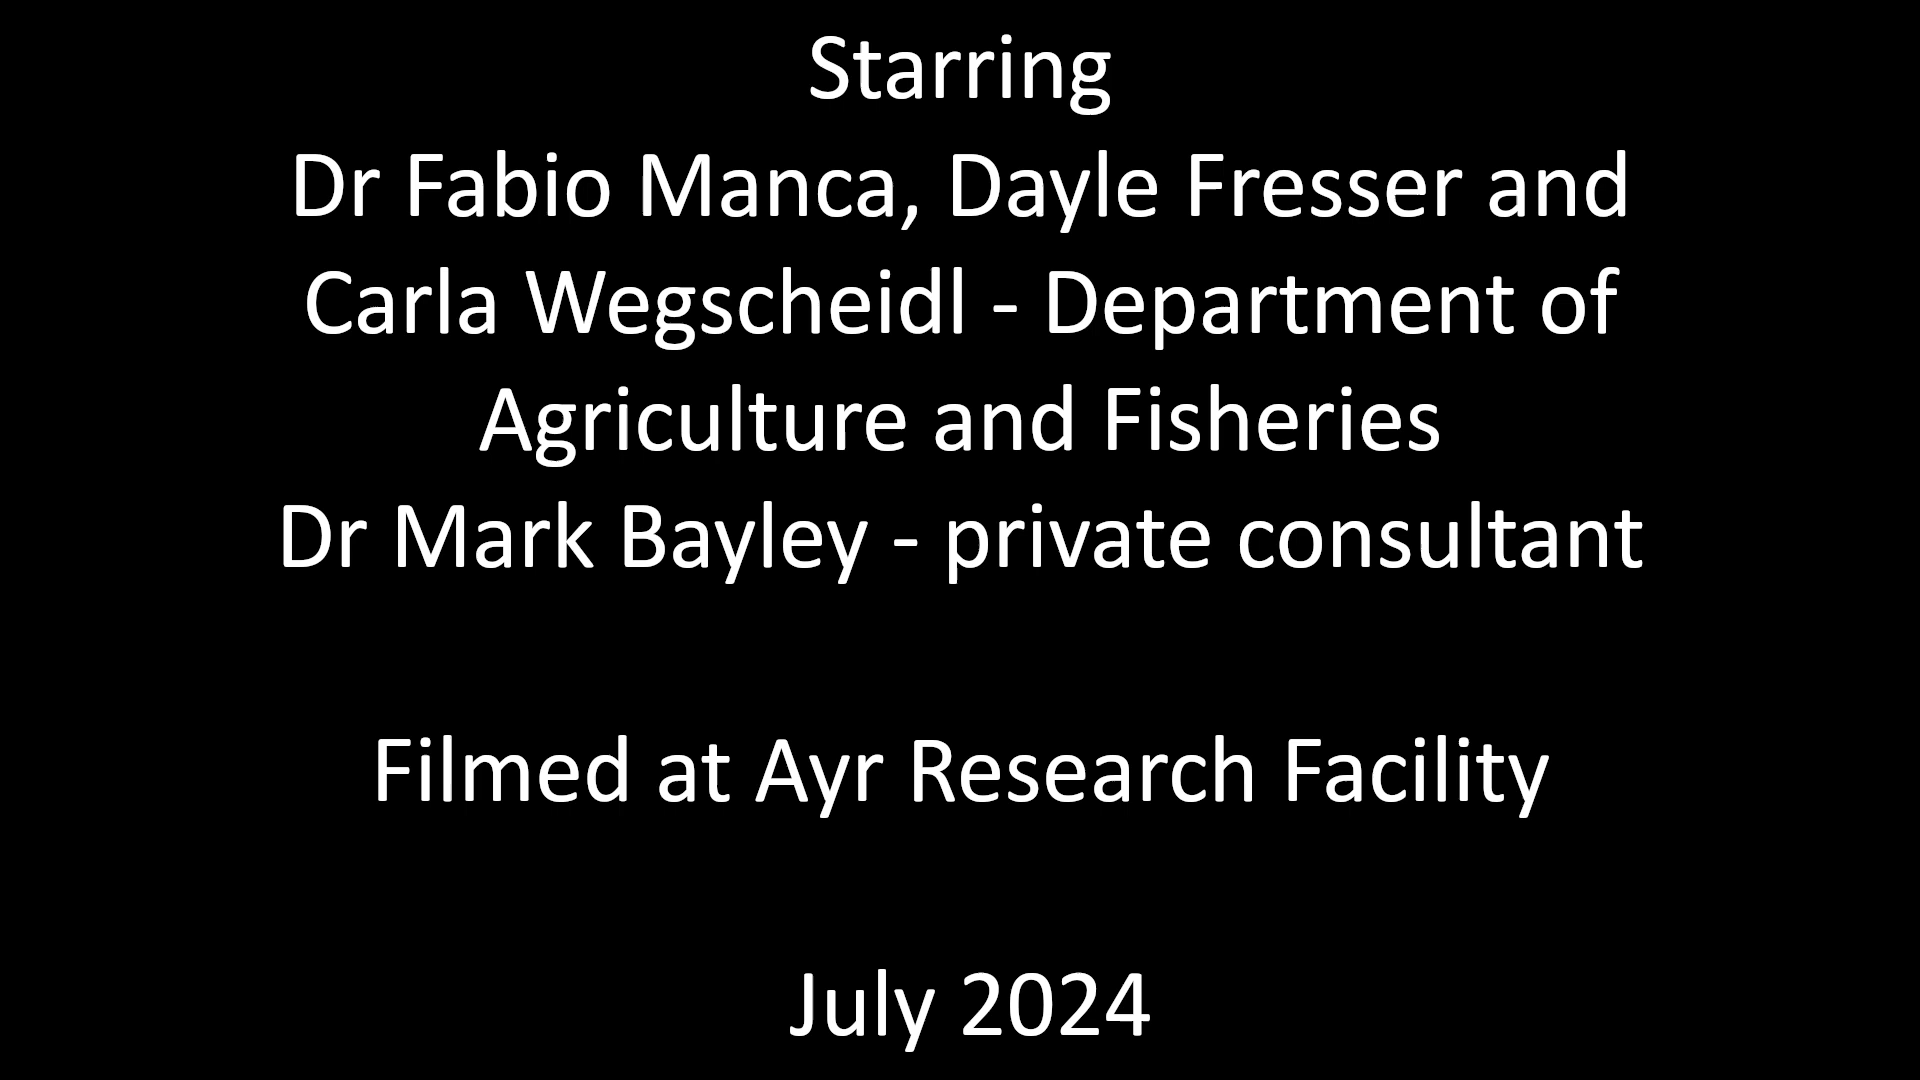 Starring
Dr Fabio Manca, Dayle Fresser and
Carla Wegscheidl - Department of
Agriculture and Fisheries
Dr Mark Bayley - private consultant
Filmed at Ayr Research Facility
July 2024